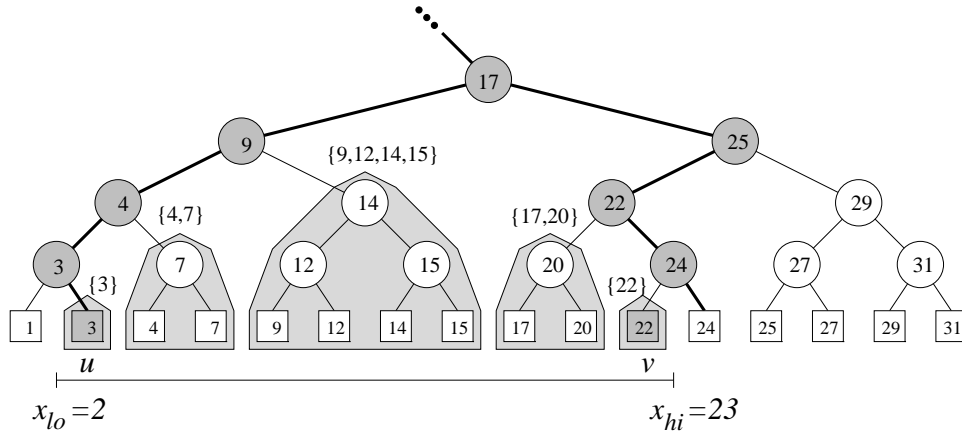 17
9 25
{9,12,14,15}
4 {4,7} 14 {17,20} 22 29
3 {3} 7 12 15 20 {22} 24 27 31
1 3 4 7 9 12 14 15 17 20 22 24 25 27 29 31
u v
x_lo =2 x_hi =23